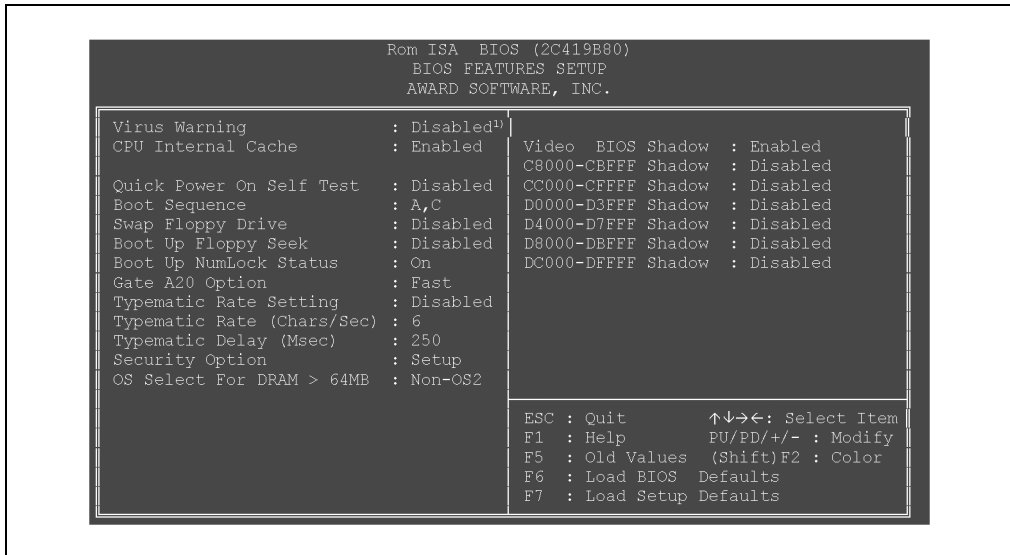 Rom ISA BIOS (2C419B80)
BIOS FEATURES SETUP
AWARD SOFTWARE, INC.
Virus Warning : Disabled¹⁾
CPU Internal Cache : Enabled
Quick Power On Self Test : Disabled
Boot Sequence : A,C
Swap Floppy Drive : Disabled
Boot Up Floppy Seek : Disabled
Boot Up NumLock Status : On
Gate A20 Option : Fast
Typematic Rate Setting : Disabled
Typematic Rate (Chars/Sec) : 6
Typematic Delay (Msec) : 250
Security Option : Setup
OS Select For DRAM > 64MB : Non-OS2
Video BIOS Shadow : Enabled
C8000-CBFFF Shadow : Disabled
CC000-CFFFF Shadow : Disabled
D0000-D3FFF Shadow : Disabled
D4000-D7FFF Shadow : Disabled
D8000-DBFFF Shadow : Disabled
DC000-DFFFF Shadow : Disabled
ESC : Quit ↑↓→←: Select Item
F1 : Help PU/PD/+/- : Modify
F5 : Old Values (Shift)F2 : Color
F6 : Load BIOS Defaults
F7 : Load Setup Defaults